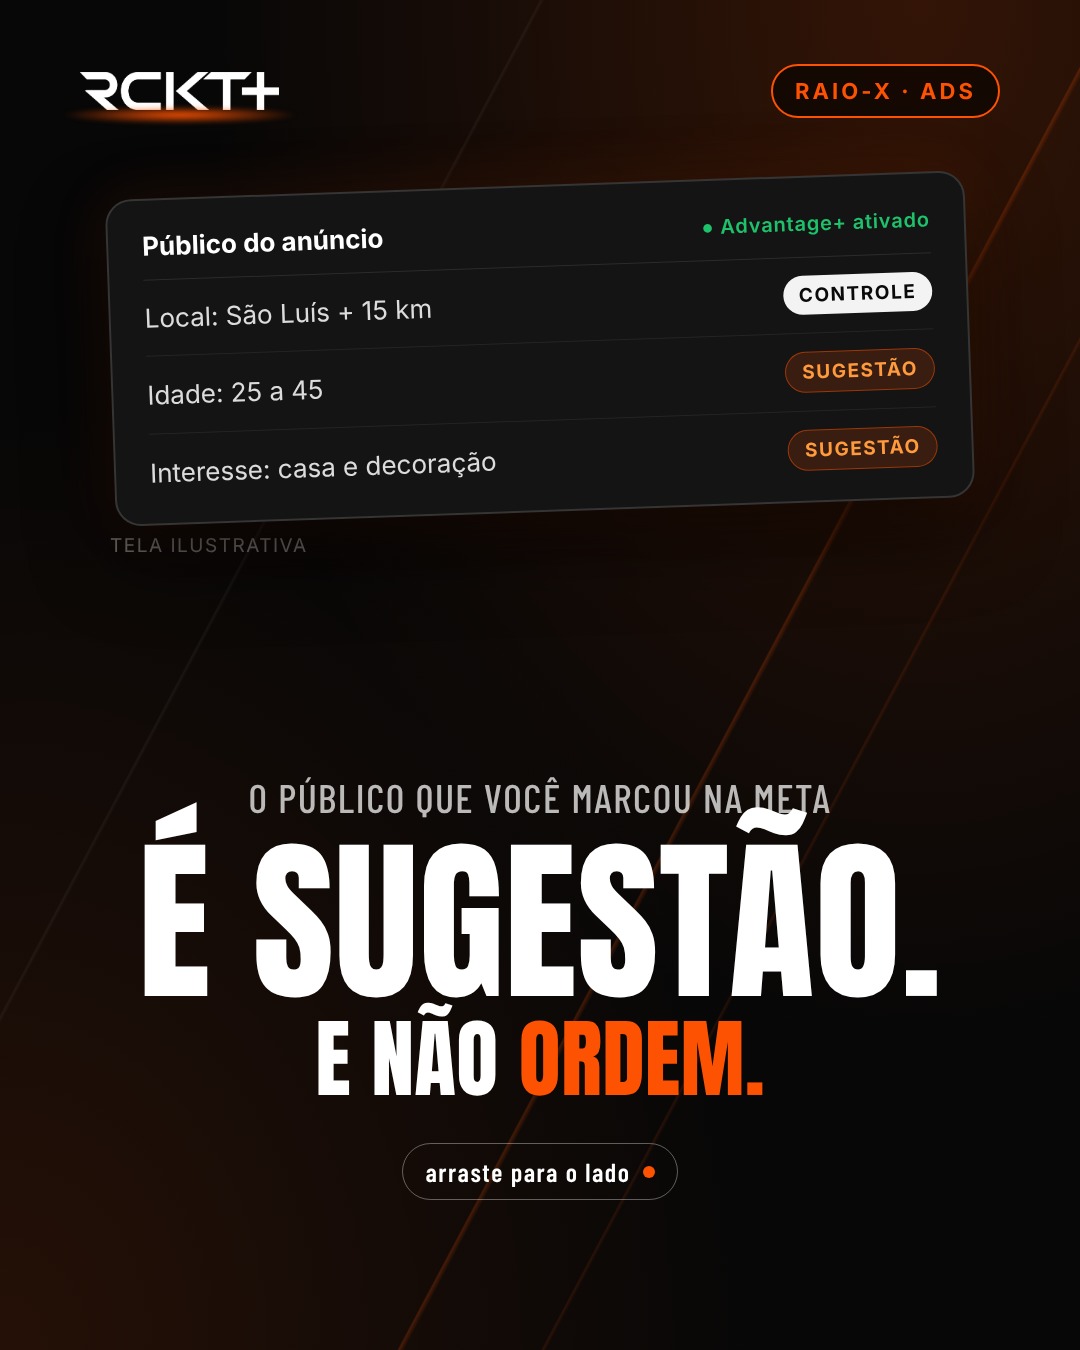 RCKT+
RAIO-X · ADS
Público do anúncio
• Advantage+ ativado
Local: São Luís + 15 km
CONTROLE
Idade: 25 a 45
SUGESTÃO
Interesse: casa e decoração
SUGESTÃO
TELA ILUSTRATIVA
O PÚBLICO QUE VOCÊ MARCOU NA META
É SUGESTÃO.
E NÃO ORDEM.
arraste para o lado